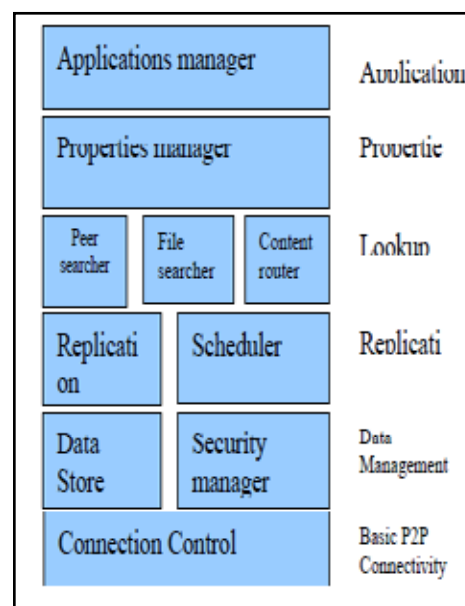 Applications manager
Application
Properties manager
Propertie
Peer
searcher
File
searcher
Content
router
Lookup
Replicati
on
Scheduler
Replicati
Data
Store
Security
manager
Data
Management
Connection Control
Basic P2P
Connectivity